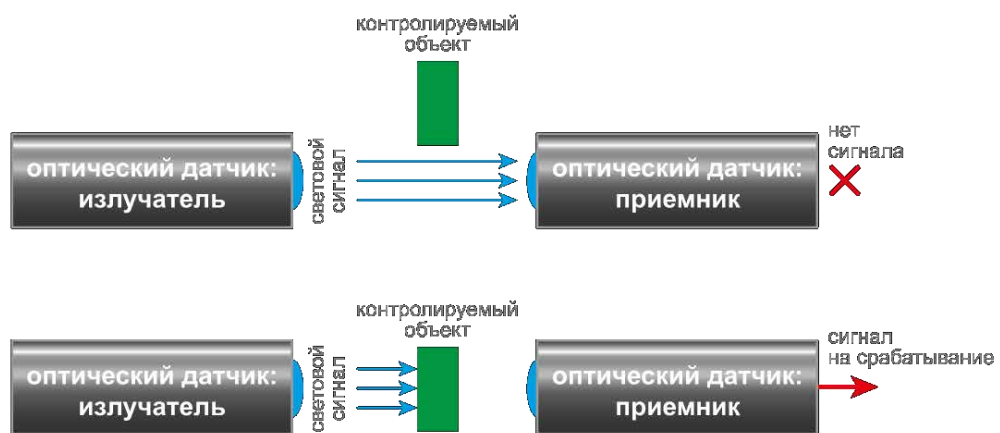 контролируемый
объект
оптический датчик:
излучатель
световой
сигнал
оптический датчик:
приемник
нет
сигнала
контролируемый
объект
оптический датчик:
излучатель
световой
сигнал
оптический датчик:
приемник
сигнал
на срабатывание